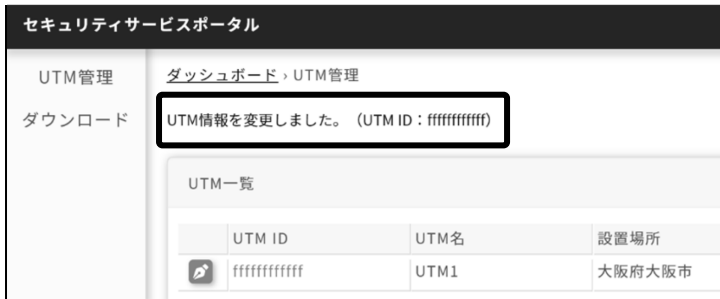 セキュリティサービスポータル
UTM管理
ダウンロード
ダッシュボード › UTM管理
UTM情報を変更しました。（UTM ID：ffffffffffff）
UTM一覧
UTM ID UTM名 設置場所
ffffffffffff UTM1 大阪府大阪市